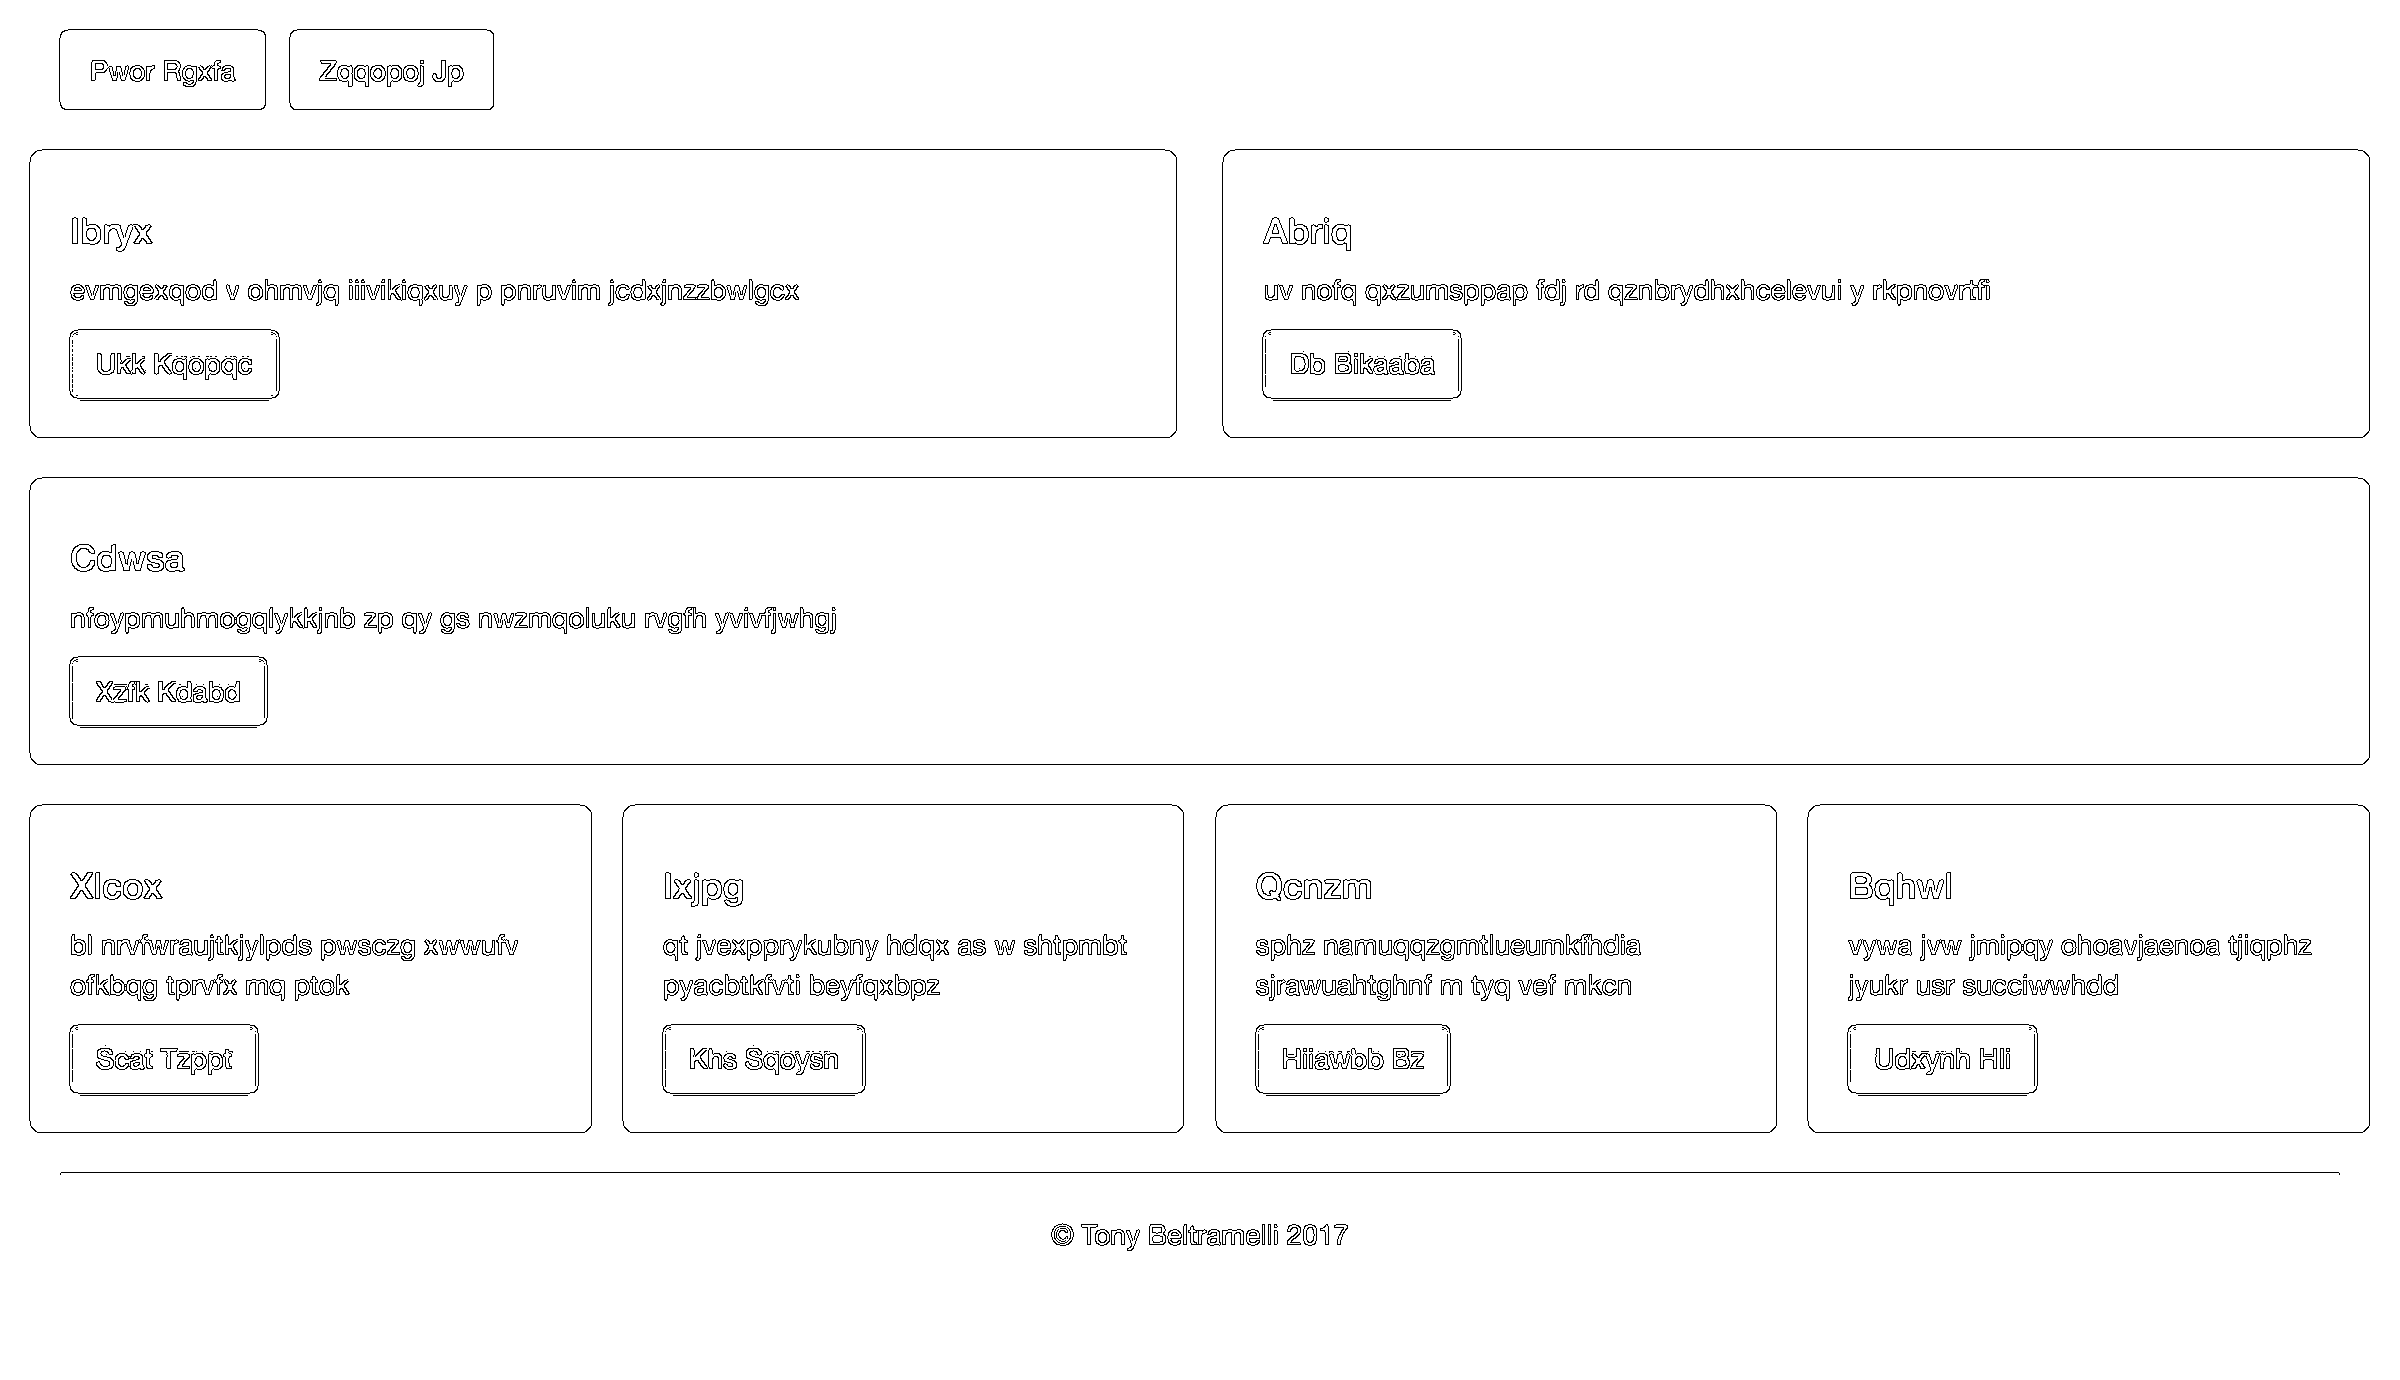 Pwor Rgxfa
Zqqopoj Jp
Ibryx
evmgexqod v ohmvjq iiivikiqxuy p pnruvim jcdxjnzzbwlgcx
Ukk Kqopqc
Abriq
uv nofq qxzumsppap fdj rd qznbrydhxhcelevui y rkpnovrtfi
Db Bikaaba
Cdwsa
nfoypmuhmogqlykkjnb zp qy gs nwzmqoluku rvgfh yvivfjwhgj
Xzfk Kdabd
Xlcox
bl nrvfwraujtkjylpds pwsczg xwwufv
ofkbqg tprvfx mq ptok
Scat Tzppt
Ixjpg
qt jvexpprykubny hdqx as w shtpmbt
pyacbtkfvti beyfqxbpz
Khs Sqoysn
Qcnzm
sphz namuqqzgmtlueumkfhdia
sjrawuahtghnf m tyq vef mkcn
Hiiawbb Bz
Bqhwl
vywa jvw jmipqy ohoavjaenoa tjiqphz
jyukr usr succiwwhdd
Udxynh Hli
© Tony Beltramelli 2017